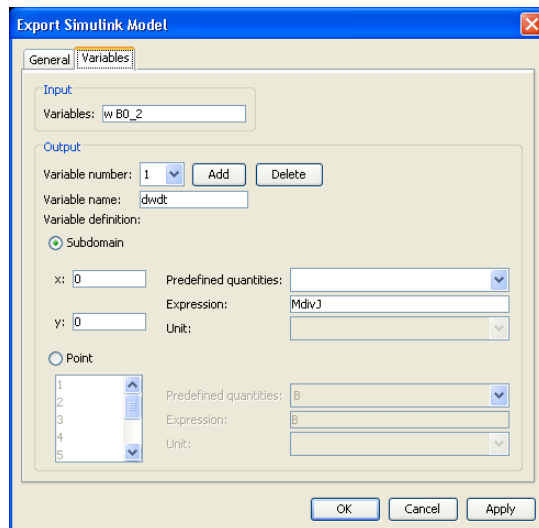 Export Simulink Model
General Variables
Input
Variables: w B0_2
Output
Variable number: 1 Add Delete
Variable name: dwdt
Variable definition:
Subdomain
x: 0 Predefined quantities:
Expression: MdivJ
y: 0 Unit:
Point
1
2 Predefined quantities: B
3 Expression: B
4
5 Unit:
OK Cancel Apply